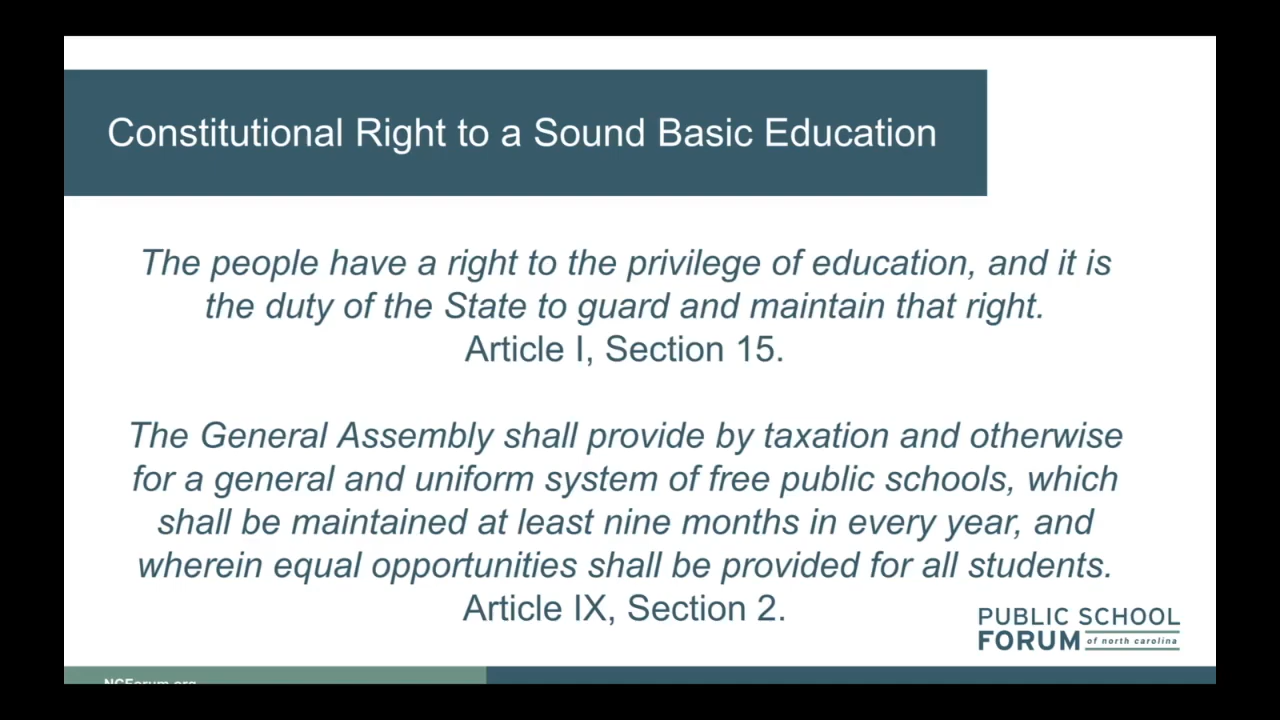 Constitutional Right to a Sound Basic Education
The people have a right to the privilege of education, and it is
the duty of the State to guard and maintain that right.
Article I, Section 15.
The General Assembly shall provide by taxation and otherwise
for a general and uniform system of free public schools, which
shall be maintained at least nine months in every year, and
wherein equal opportunities shall be provided for all students.
Article IX, Section 2.
PUBLIC SCHOOL
FORUM of north carolina
NCForum.org